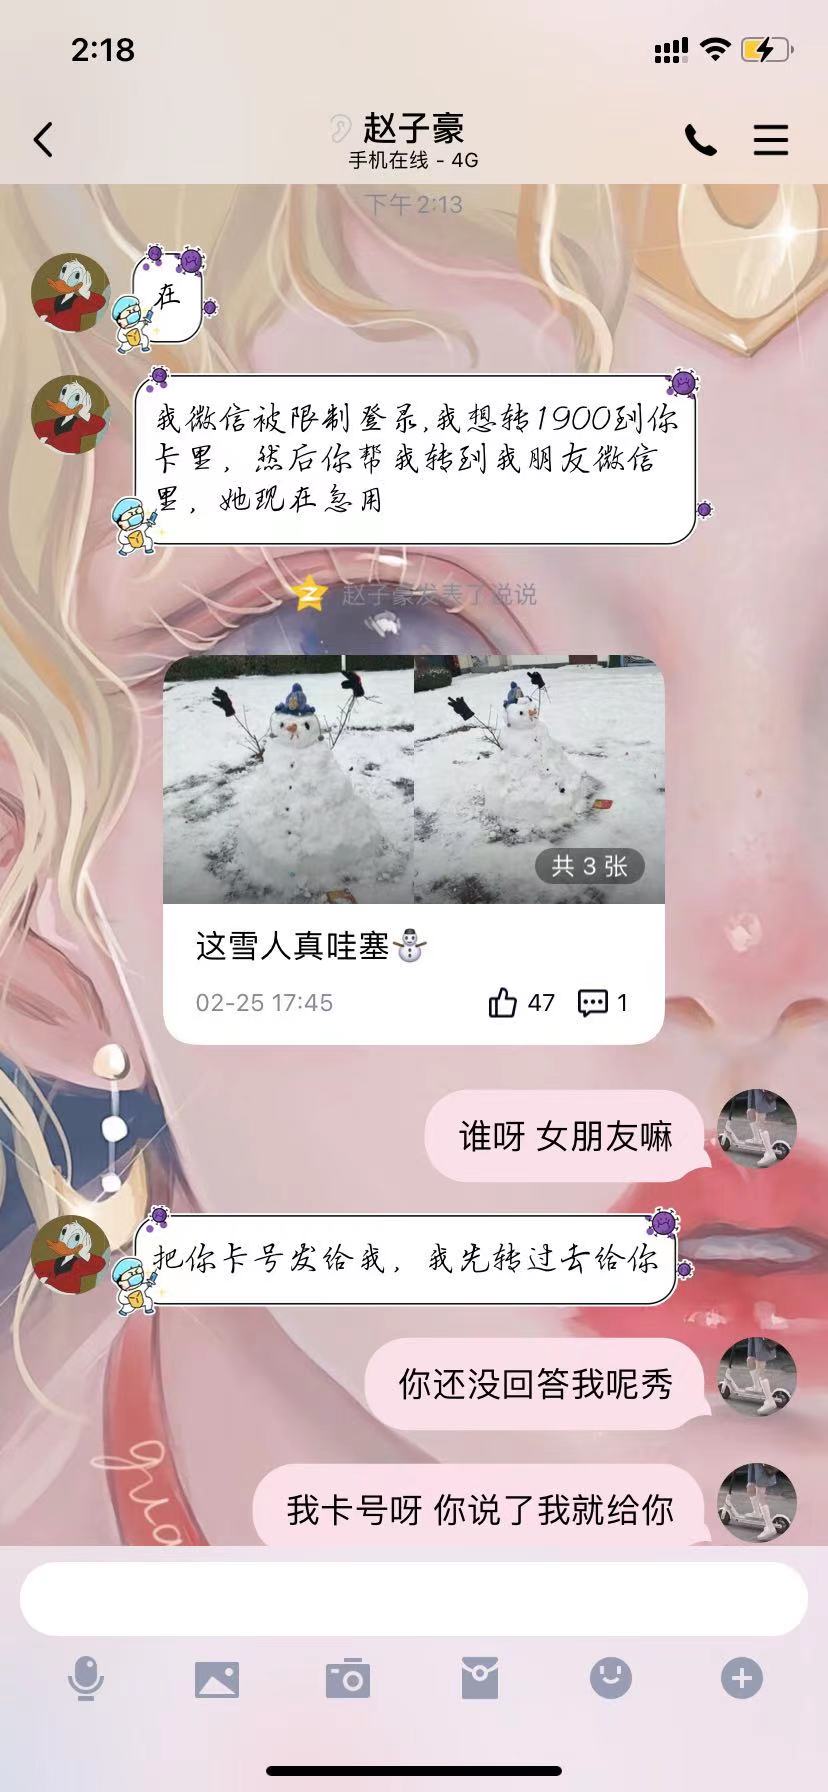 2:18
赵子豪
手机在线 - 4G
下午 2:13
在
我微信被限制登录,我想转1900到你
卡里，然后你帮我转到我朋友微信
里，她现在急用
赵子豪发表了说说
共 3 张
这雪人真哇塞
02-25 17:45
47
1
谁呀 女朋友嘛
把你卡号发给我，我先转过去给你
你还没回答我呢秀
我卡号呀 你说了我就给你